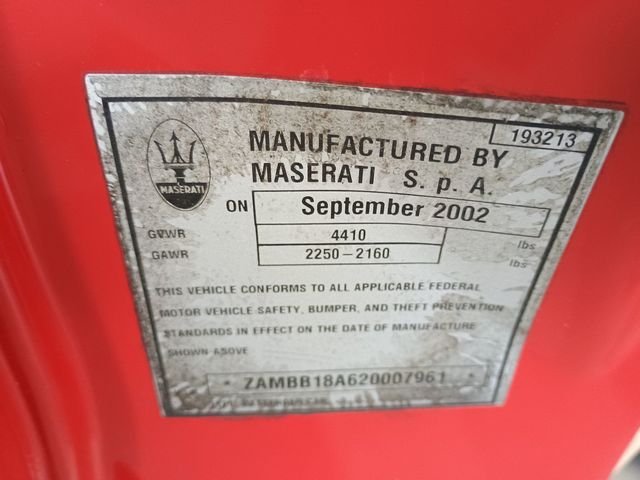 193213
MASERATI
MANUFACTURED BY
MASERATI S. p. A.
ON September 2002
GVWR 4410 lbs
GAWR 2250-2160 lbs
THIS VEHICLE CONFORMS TO ALL APPLICABLE FEDERAL
MOTOR VEHICLE SAFETY, BUMPER, AND THEFT PREVENTION
STANDARDS IN EFFECT ON THE DATE OF MANUFACTURE
SHOWN ABOVE
* ZAMBB18A620007961 *